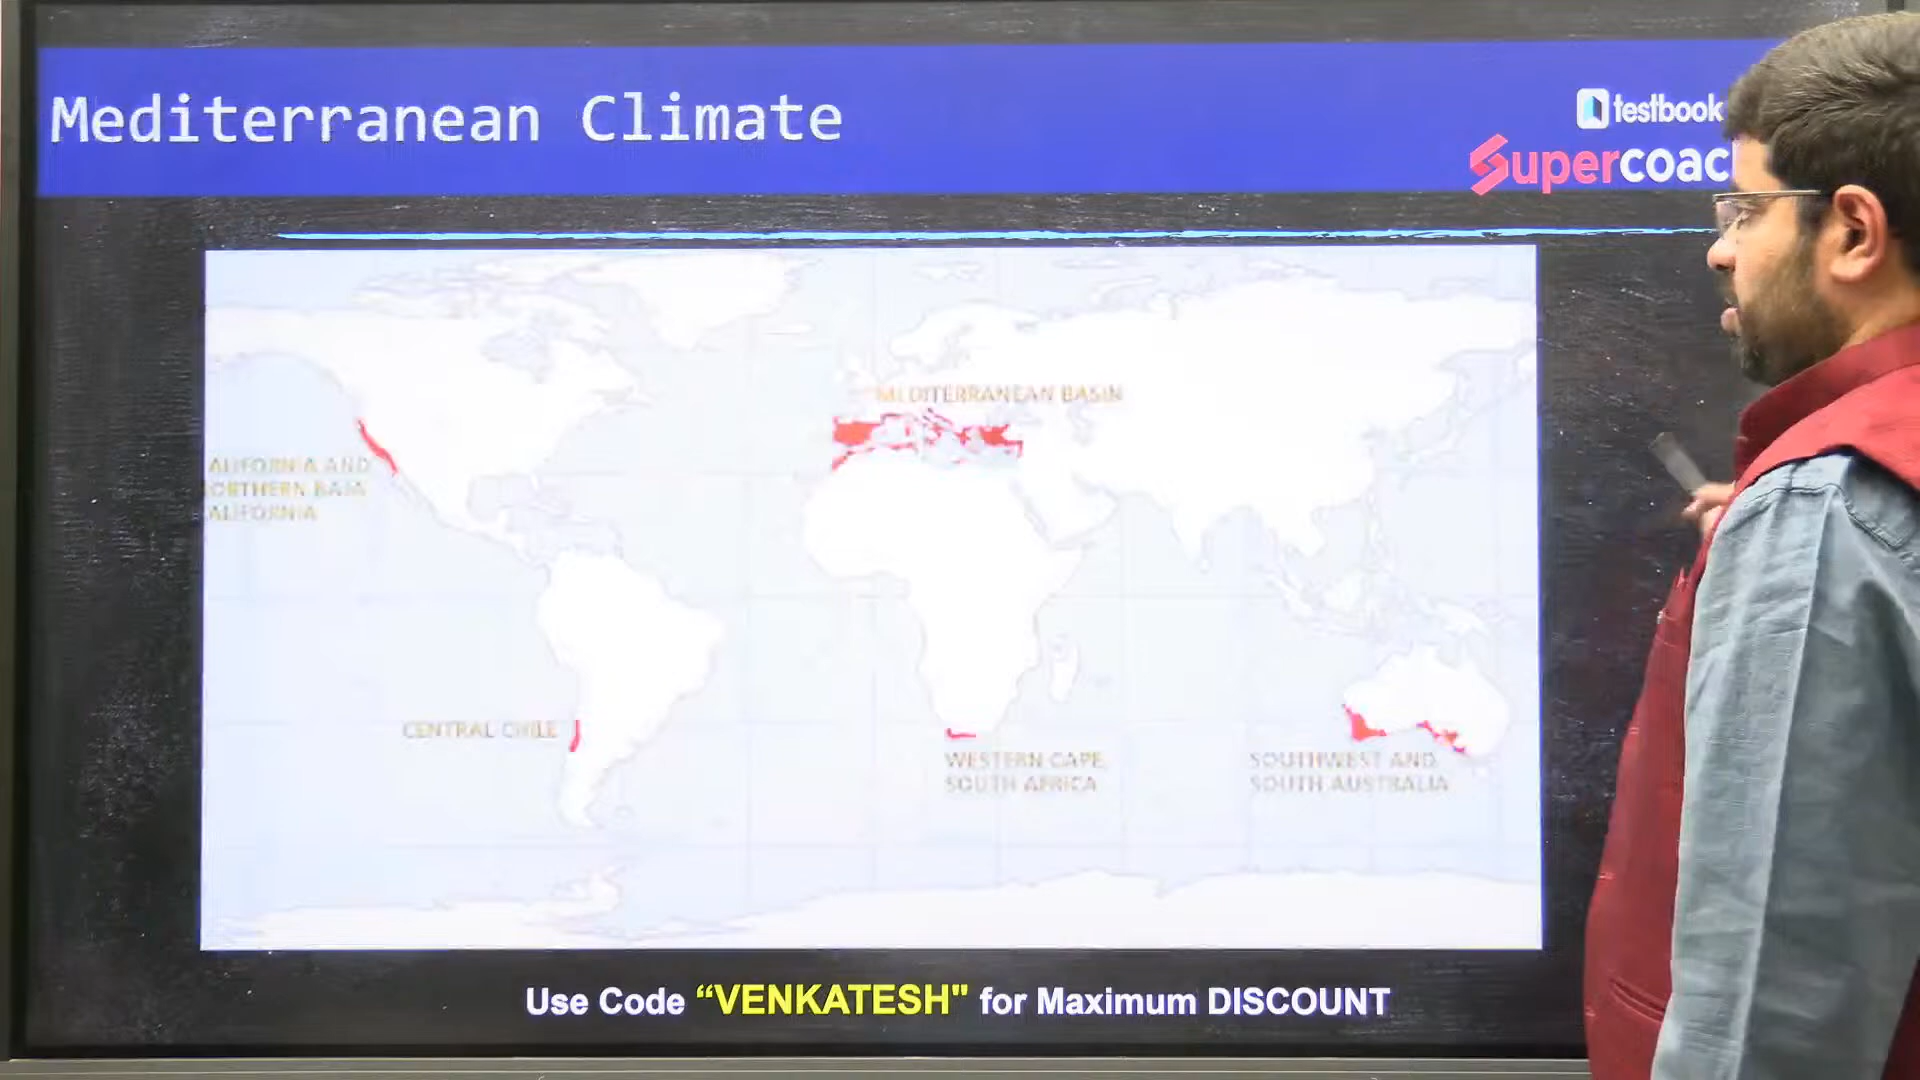 Mediterranean Climate
testbook
Supercoac
MEDITERRANEAN BASIN
ALIFORNIA AND
ORTHERN BAJA
ALIFORNIA
CENTRAL CHILE
WESTERN CAPE,
SOUTH AFRICA
SOUTHWEST AND
SOUTH AUSTRALIA
Use Code “VENKATESH" for Maximum DISCOUNT